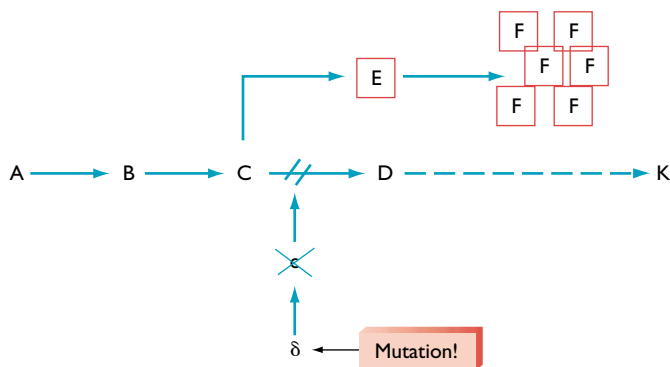 F F
E F F
F F
A B C D K
c
δ Mutation!